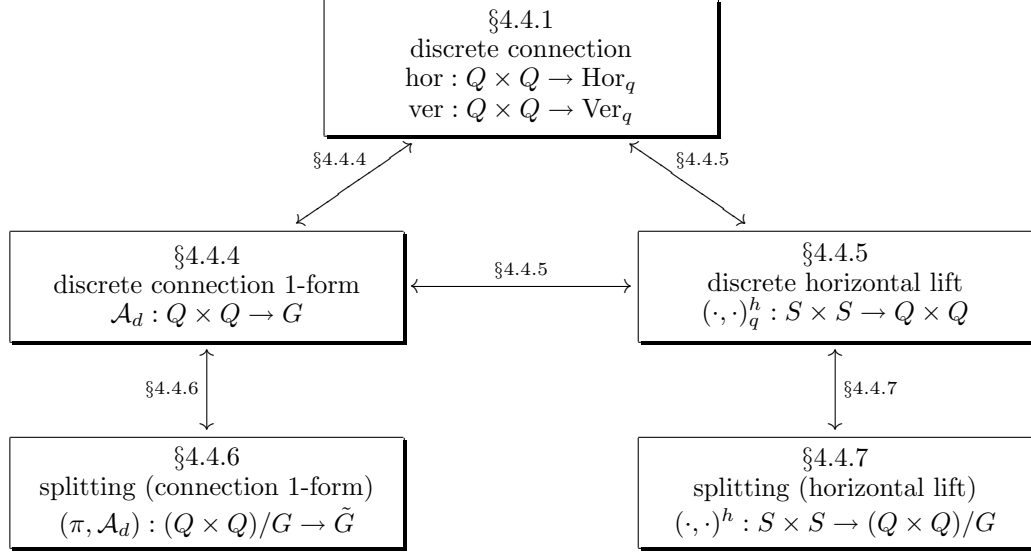 §4.4.1
discrete connection
hor : Q × Q → Hor_q
ver : Q × Q → Ver_q
§4.4.4
§4.4.5
§4.4.4
discrete connection 1-form
𝒜_d : Q × Q → G
§4.4.5
§4.4.5
discrete horizontal lift
(·, ·)_q^h : S × S → Q × Q
§4.4.6
§4.4.7
§4.4.6
splitting (connection 1-form)
(π, 𝒜_d) : (Q × Q)/G → G̃
§4.4.7
splitting (horizontal lift)
(·, ·)^h : S × S → (Q × Q)/G